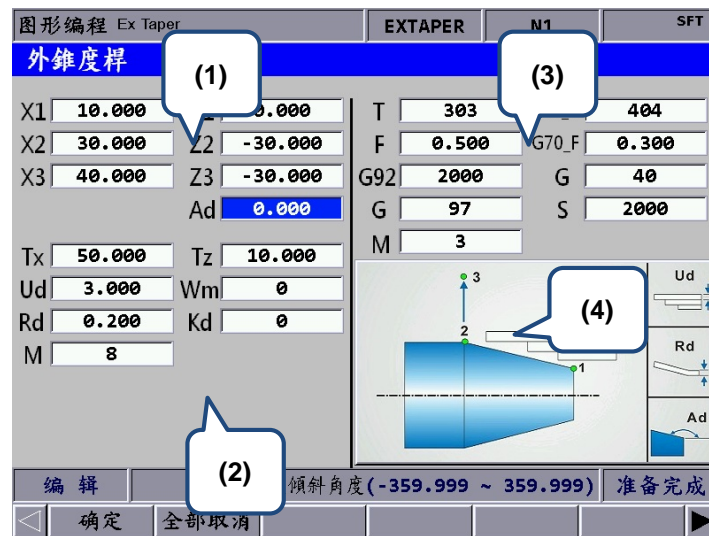 图形编程 Ex Taper EXTAPER N1 SFT
外錐度桿
(1) (3)
X1 10.000 0.000 T 303 404
X2 30.000 Z2 -30.000 F 0.500 G70_F 0.300
X3 40.000 Z3 -30.000 G92 2000 G 40
Ad 0.000 G 97 S 2000
M 3
Tx 50.000 Tz 10.000
Ud 3.000 Wm 0
Rd 0.200 Kd 0
M 8
3 Ud
(4)
2 Rd
1
Ad
(2)
编 辑 傾斜角度(-359.999 ~ 359.999) 准备完成
确定 全部取消